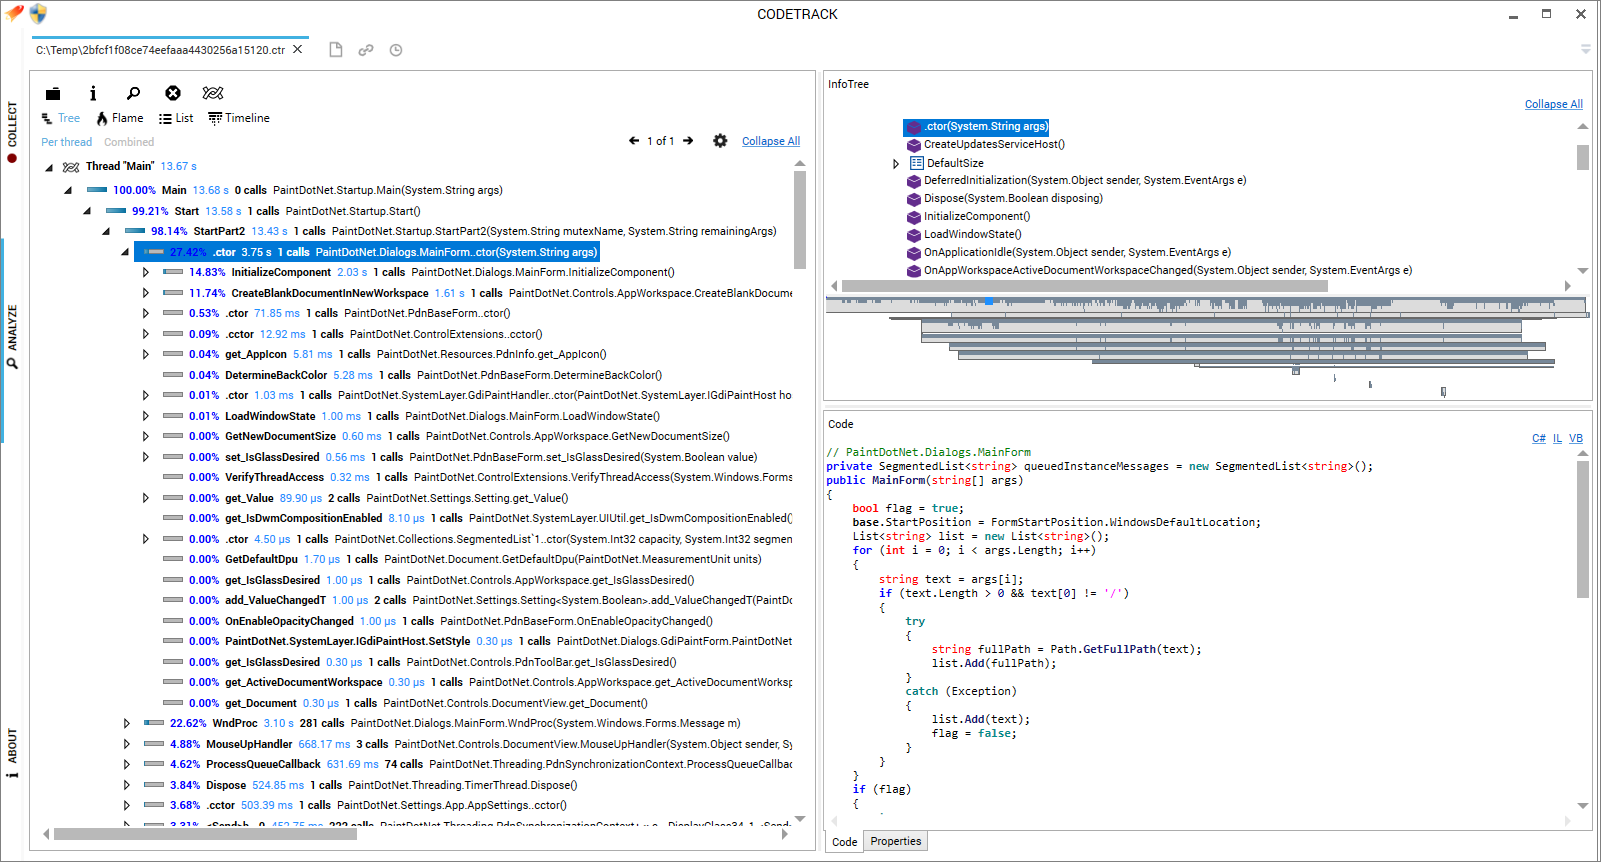 CODETRACK
C:\Temp\2bfcf1f08ce74eefaaa4430256a15120.ctr
COLLECT
ANALYZE
ABOUT
Tree Flame List Timeline
Per thread Combined
1 of 1 Collapse All
Thread "Main" 13.67 s
100.00% Main 13.68 s 0 calls PaintDotNet.Startup.Main(System.String args)
99.21% Start 13.58 s 1 calls PaintDotNet.Startup.Start()
98.14% StartPart2 13.43 s 1 calls PaintDotNet.Startup.StartPart2(System.String mutexName, System.String remainingArgs)
27.42% .ctor 3.75 s 1 calls PaintDotNet.Dialogs.MainForm..ctor(System.String args)
14.83% InitializeComponent 2.03 s 1 calls PaintDotNet.Dialogs.MainForm.InitializeComponent()
11.74% CreateBlankDocumentInNewWorkspace 1.61 s 1 calls PaintDotNet.Controls.AppWorkspace.CreateBlankDocume
0.53% .ctor 71.85 ms 1 calls PaintDotNet.PdnBaseForm..ctor()
0.09% .cctor 12.92 ms 1 calls PaintDotNet.ControlExtensions..cctor()
0.04% get_AppIcon 5.81 ms 1 calls PaintDotNet.Resources.PdnInfo.get_AppIcon()
0.04% DetermineBackColor 5.28 ms 1 calls PaintDotNet.PdnBaseForm.DetermineBackColor()
0.01% .ctor 1.03 ms 1 calls PaintDotNet.SystemLayer.GdiPaintHandler..ctor(PaintDotNet.SystemLayer.IGdiPaintHost ho
0.01% LoadWindowState 1.00 ms 1 calls PaintDotNet.Dialogs.MainForm.LoadWindowState()
0.00% GetNewDocumentSize 0.60 ms 1 calls PaintDotNet.Controls.AppWorkspace.GetNewDocumentSize()
0.00% set_IsGlassDesired 0.56 ms 1 calls PaintDotNet.PdnBaseForm.set_IsGlassDesired(System.Boolean value)
0.00% VerifyThreadAccess 0.32 ms 1 calls PaintDotNet.ControlExtensions.VerifyThreadAccess(System.Windows.Forms
0.00% get_Value 89.90 µs 2 calls PaintDotNet.Settings.Setting.get_Value()
0.00% get_IsDwmCompositionEnabled 8.10 µs 1 calls PaintDotNet.SystemLayer.UIUtil.get_IsDwmCompositionEnabled()
0.00% .ctor 4.50 µs 1 calls PaintDotNet.Collections.SegmentedList`1..ctor(System.Int32 capacity, System.Int32 segmen
0.00% GetDefaultDpu 1.70 µs 1 calls PaintDotNet.Document.GetDefaultDpu(PaintDotNet.MeasurementUnit units)
0.00% get_IsGlassDesired 1.00 µs 1 calls PaintDotNet.Controls.AppWorkspace.get_IsGlassDesired()
0.00% add_ValueChangedT 1.00 µs 2 calls PaintDotNet.Settings.Setting<System.Boolean>.add_ValueChangedT(PaintDo
0.00% OnEnableOpacityChanged 1.00 µs 1 calls PaintDotNet.PdnBaseForm.OnEnableOpacityChanged()
0.00% PaintDotNet.SystemLayer.IGdiPaintHost.SetStyle 0.30 µs 1 calls PaintDotNet.Dialogs.GdiPaintForm.PaintDotNet
0.00% get_IsGlassDesired 0.30 µs 1 calls PaintDotNet.Controls.PdnToolBar.get_IsGlassDesired()
0.00% get_ActiveDocumentWorkspace 0.30 µs 1 calls PaintDotNet.Controls.AppWorkspace.get_ActiveDocumentWorksp
0.00% get_Document 0.30 µs 1 calls PaintDotNet.Controls.DocumentView.get_Document()
22.62% WndProc 3.10 s 281 calls PaintDotNet.Dialogs.MainForm.WndProc(System.Windows.Forms.Message m)
4.88% MouseUpHandler 668.17 ms 3 calls PaintDotNet.Controls.DocumentView.MouseUpHandler(System.Object sender, Sy
4.62% ProcessQueueCallback 631.69 ms 74 calls PaintDotNet.Threading.PdnSynchronizationContext.ProcessQueueCallbac
3.84% Dispose 524.85 ms 1 calls PaintDotNet.Threading.TimerThread.Dispose()
3.68% .cctor 503.39 ms 1 calls PaintDotNet.Settings.App.AppSettings..cctor()
InfoTree
Collapse All
.ctor(System.String args)
CreateUpdatesServiceHost()
DefaultSize
DeferredInitialization(System.Object sender, System.EventArgs e)
Dispose(System.Boolean disposing)
InitializeComponent()
LoadWindowState()
OnApplicationIdle(System.Object sender, System.EventArgs e)
OnAppWorkspaceActiveDocumentWorkspaceChanged(System.Object sender, System.EventArgs e)
Code
C# IL VB
// PaintDotNet.Dialogs.MainForm
private SegmentedList<string> queuedInstanceMessages = new SegmentedList<string>();
public MainForm(string[] args)
{
bool flag = true;
base.StartPosition = FormStartPosition.WindowsDefaultLocation;
List<string> list = new List<string>();
for (int i = 0; i < args.Length; i++)
{
string text = args[i];
if (text.Length > 0 && text[0] != '/')
{
try
{
string fullPath = Path.GetFullPath(text);
list.Add(fullPath);
}
catch (Exception)
{
list.Add(text);
flag = false;
}
}
}
if (flag)
{
Code Properties